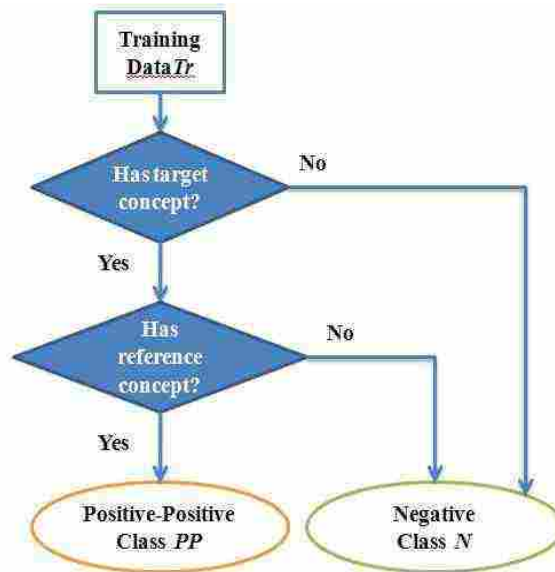 Training
DataTr
Has target
concept?
No
Yes
Has
reference
concept?
No
Yes
Positive-Positive
Class PP
Negative
Class N